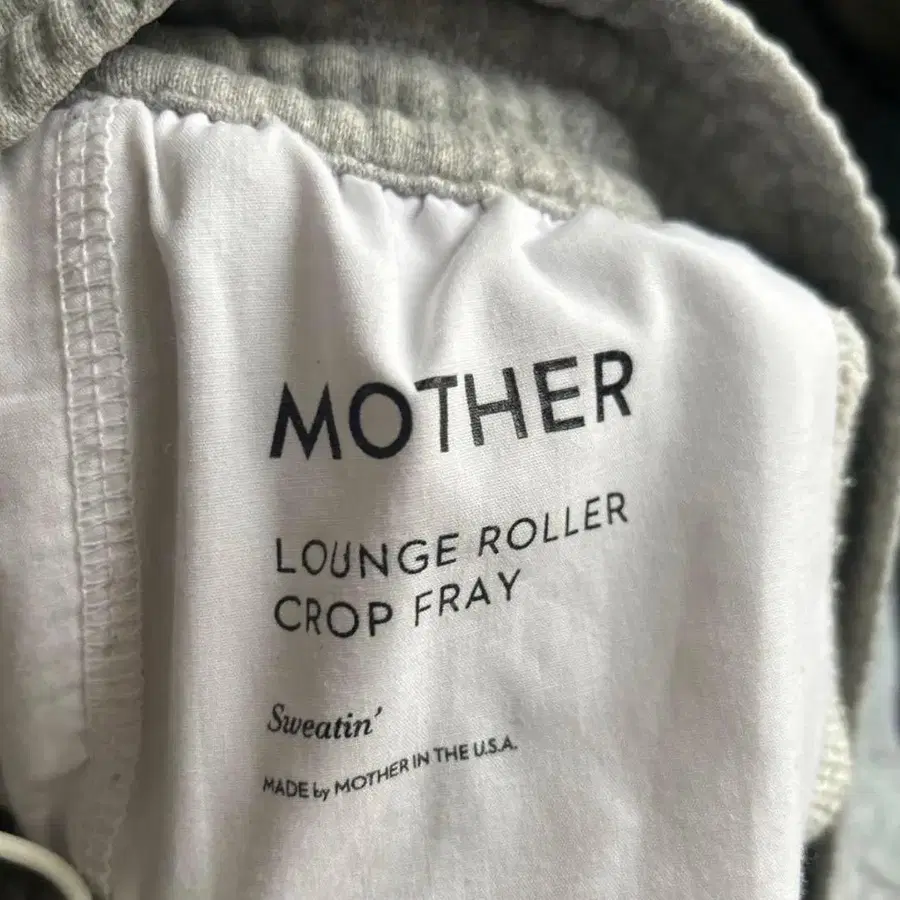 MOTHER
LOUNGE ROLLER
CROP FRAY
Sweatin'
MADE by MOTHER IN THE U.S.A.